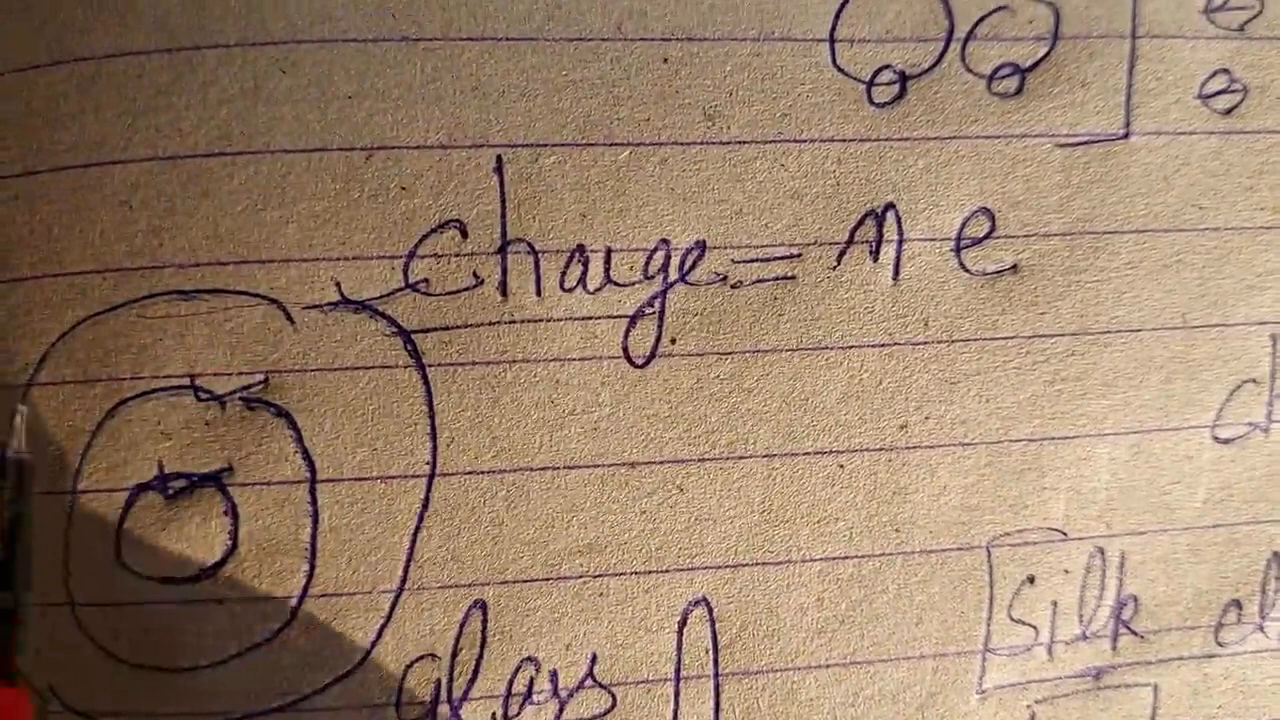 charge = ne
silk
glass